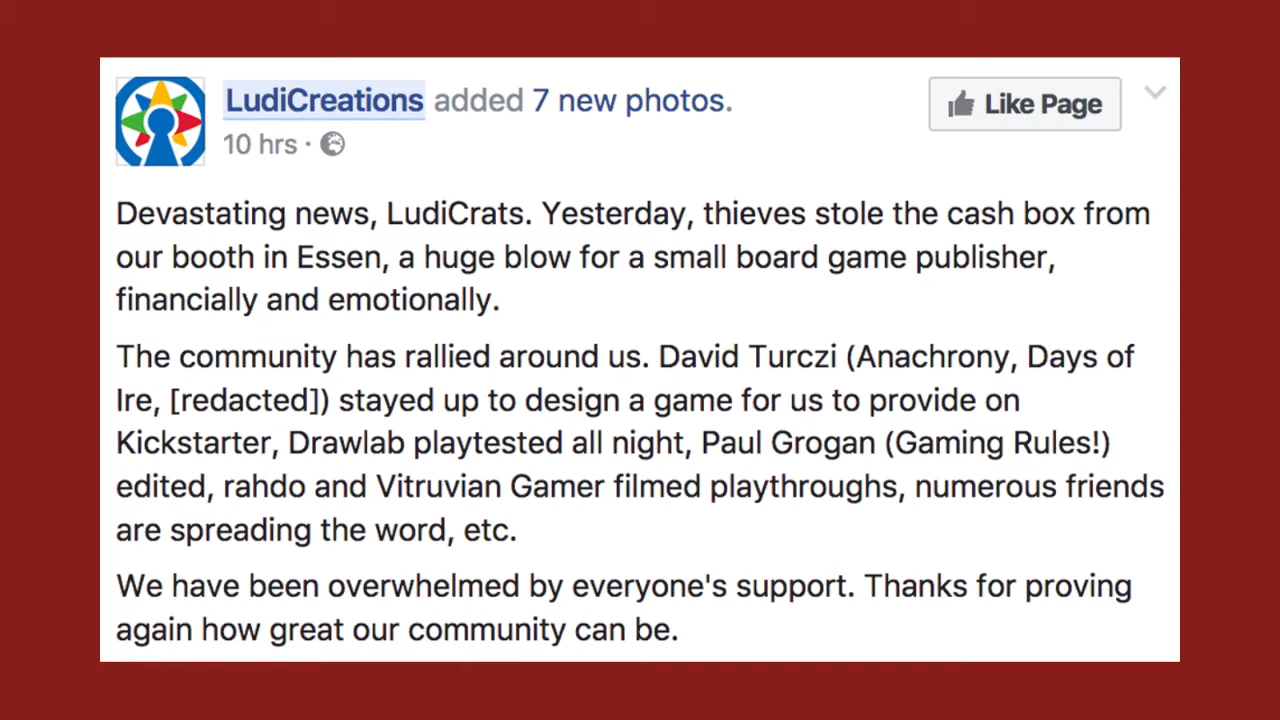 LudiCreations added 7 new photos.
Like Page
10 hrs ·
Devastating news, LudiCrats. Yesterday, thieves stole the cash box from
our booth in Essen, a huge blow for a small board game publisher,
financially and emotionally.
The community has rallied around us. David Turczi (Anachrony, Days of
Ire, [redacted]) stayed up to design a game for us to provide on
Kickstarter, Drawlab playtested all night, Paul Grogan (Gaming Rules!)
edited, rahdo and Vitruvian Gamer filmed playthroughs, numerous friends
are spreading the word, etc.
We have been overwhelmed by everyone's support. Thanks for proving
again how great our community can be.